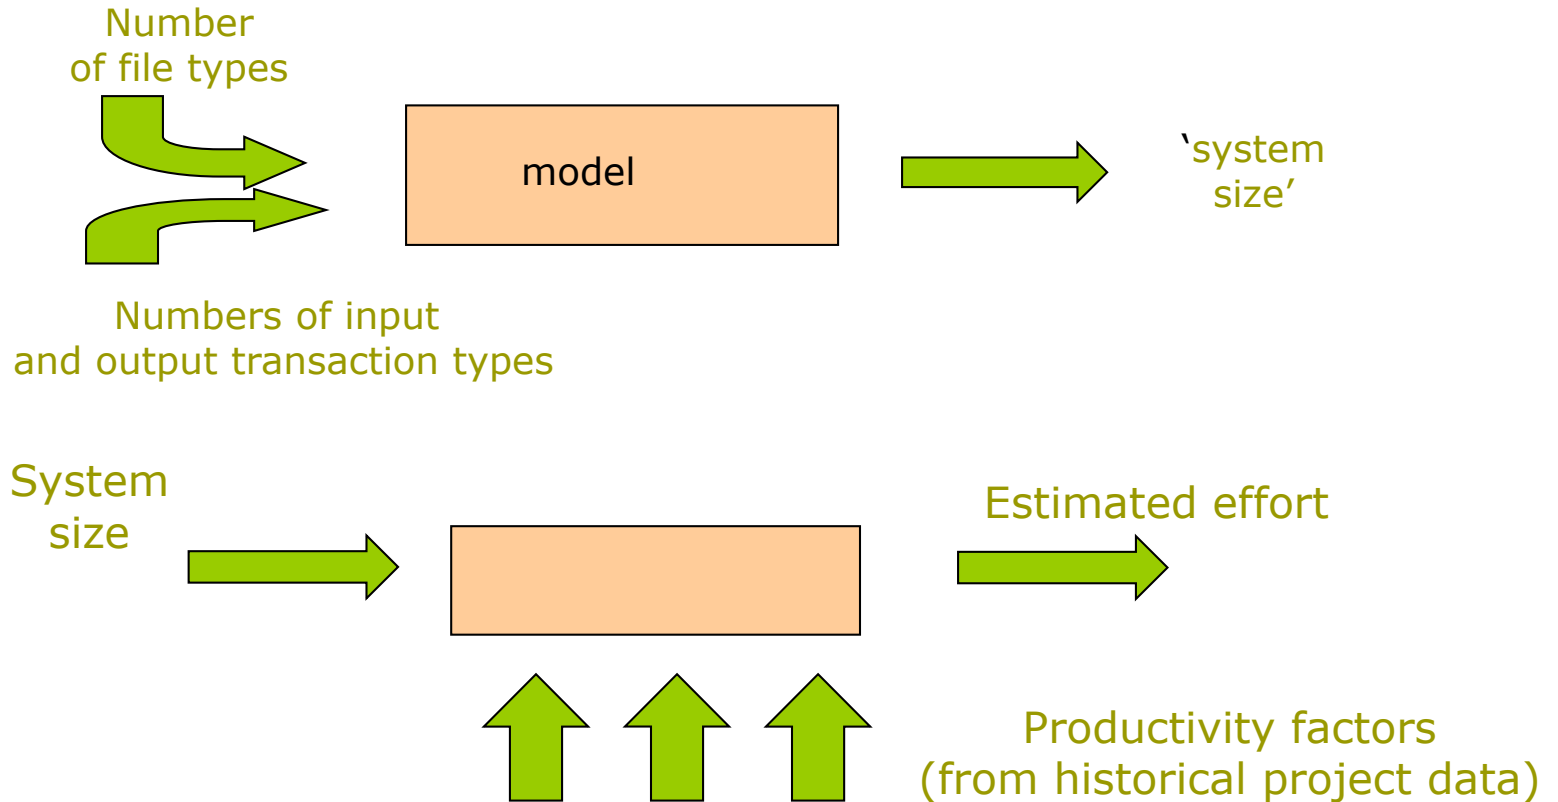 Number
of file types
model
‘system
size’
Numbers of input
and output transaction types
System
size
Estimated effort
Productivity factors
(from historical project data)